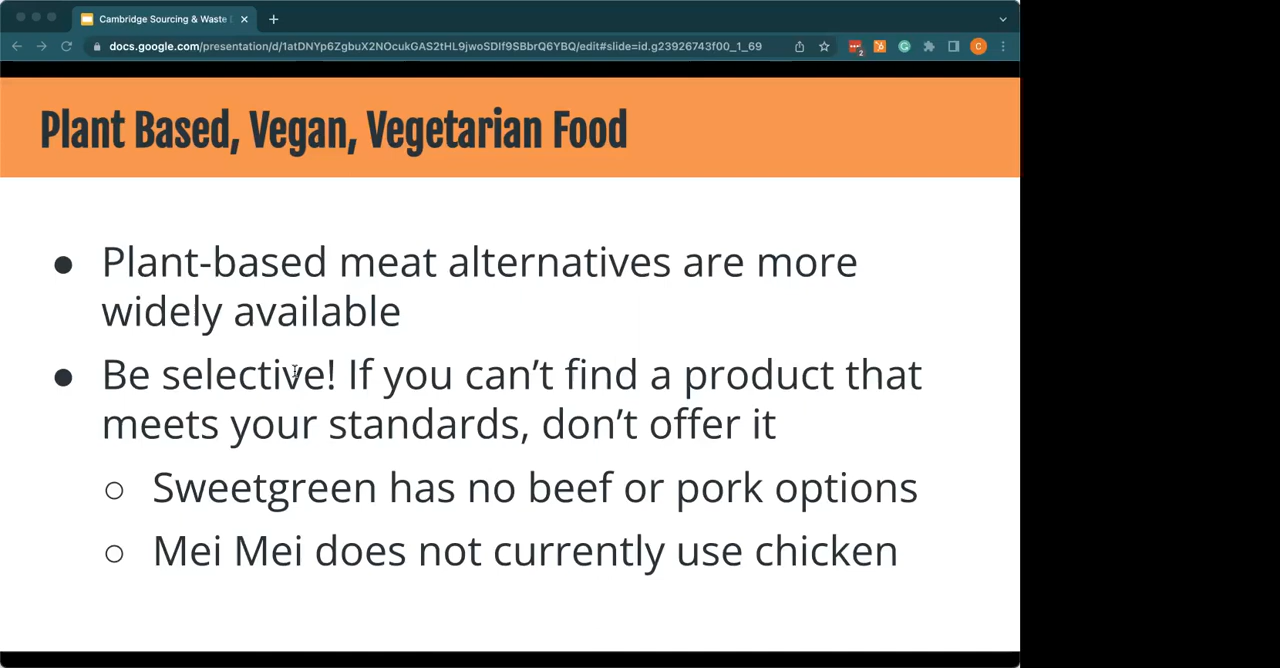 Cambridge Sourcing & Waste
docs.google.com/presentation/d/1atDNYp6ZgbuX2NOcukGAS2tHL9jwoSDIf9SBbrQ6YBQ/edit#slide=id.g23926743f00_1_69
2
C
Plant Based, Vegan, Vegetarian Food
● Plant-based meat alternatives are more
widely available
● Be selective! If you can’t find a product that
meets your standards, don’t offer it
○ Sweetgreen has no beef or pork options
○ Mei Mei does not currently use chicken